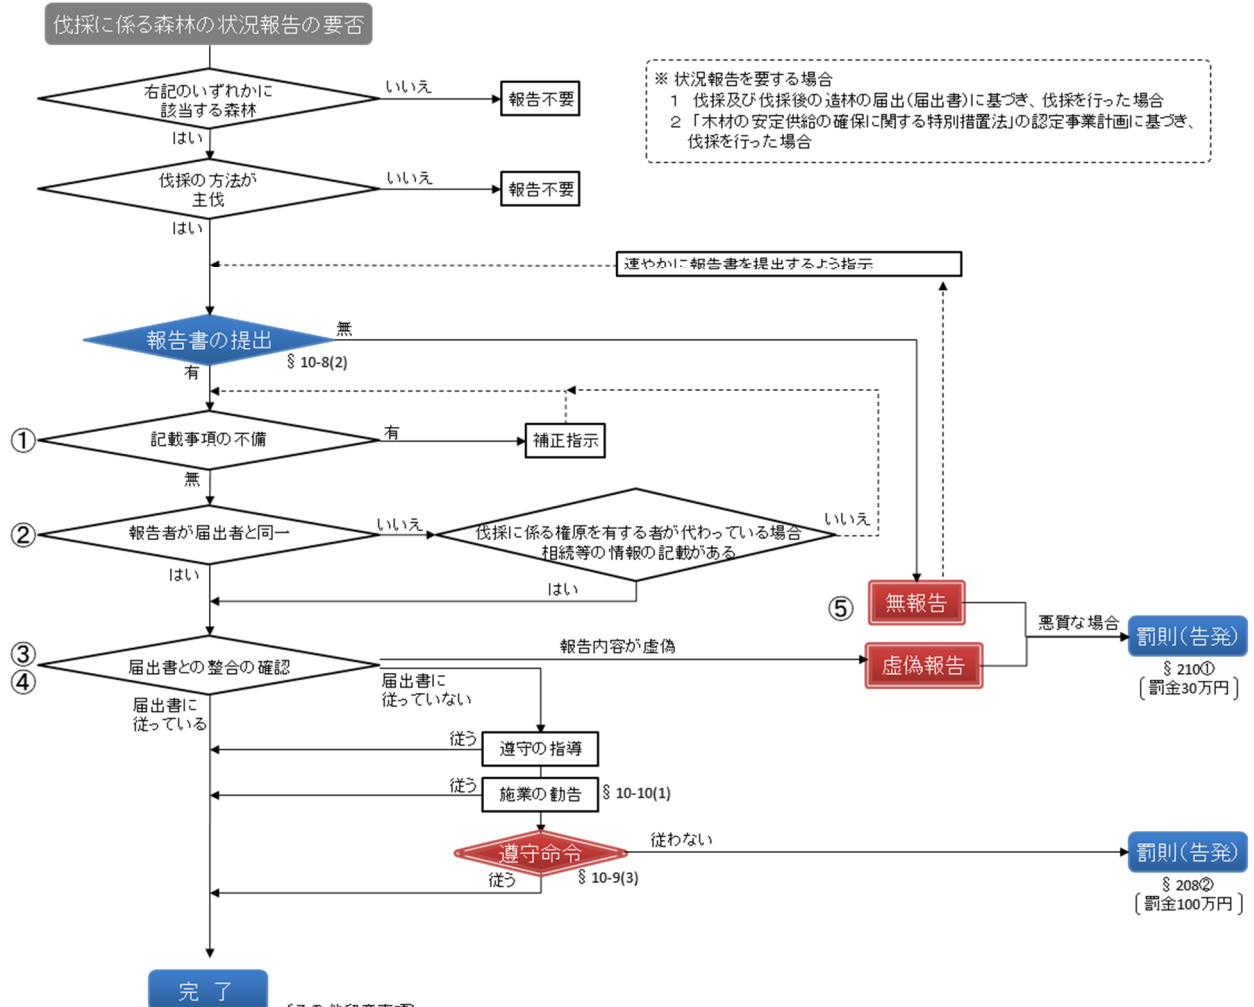 伐採に係る森林の状況報告の要否
右記のいずれかに
該当する森林
いいえ
報告不要
※ 状況報告を要する場合
1 伐採及び伐採後の造林の届出(届出書)に基づき、伐採を行った場合
2 「木材の安定供給の確保に関する特別措置法」の認定事業計画に基づき、
伐採を行った場合
はい
伐採の方法が
主伐
いいえ
報告不要
はい
速やかに報告書を提出するよう指示
報告書の提出
無
§ 10-8(2)
有
①
記載事項の不備
有
補正指示
無
②
報告者が届出者と同一
いいえ
伐採に係る権原を有する者が代わっている場合
相続等の情報の記載がある
いいえ
はい
はい
⑤
無報告
悪質な場合
罰則(告発)
§ 210①
〔罰金30万円〕
③
④
届出書との整合の確認
報告内容が虚偽
虚偽報告
届出書に
従っていない
届出書に
従っている
従う
遵守の指導
従う
施業の勧告
§ 10-10(1)
遵守命令
従わない
§ 10-9(3)
従う
罰則(告発)
§ 208②
〔罰金100万円〕
完 了